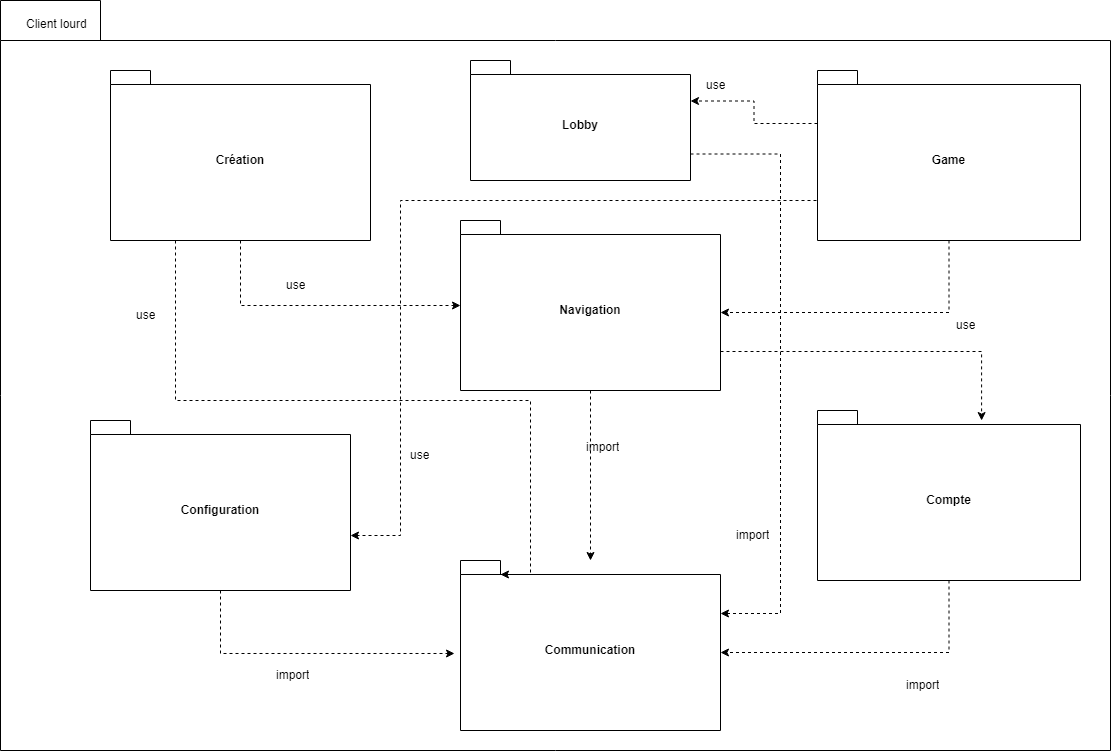 Client lourd
use
Lobby
Création
Game
use
Navigation
use
use
import
use
Compte
Configuration
import
Communication
import
import